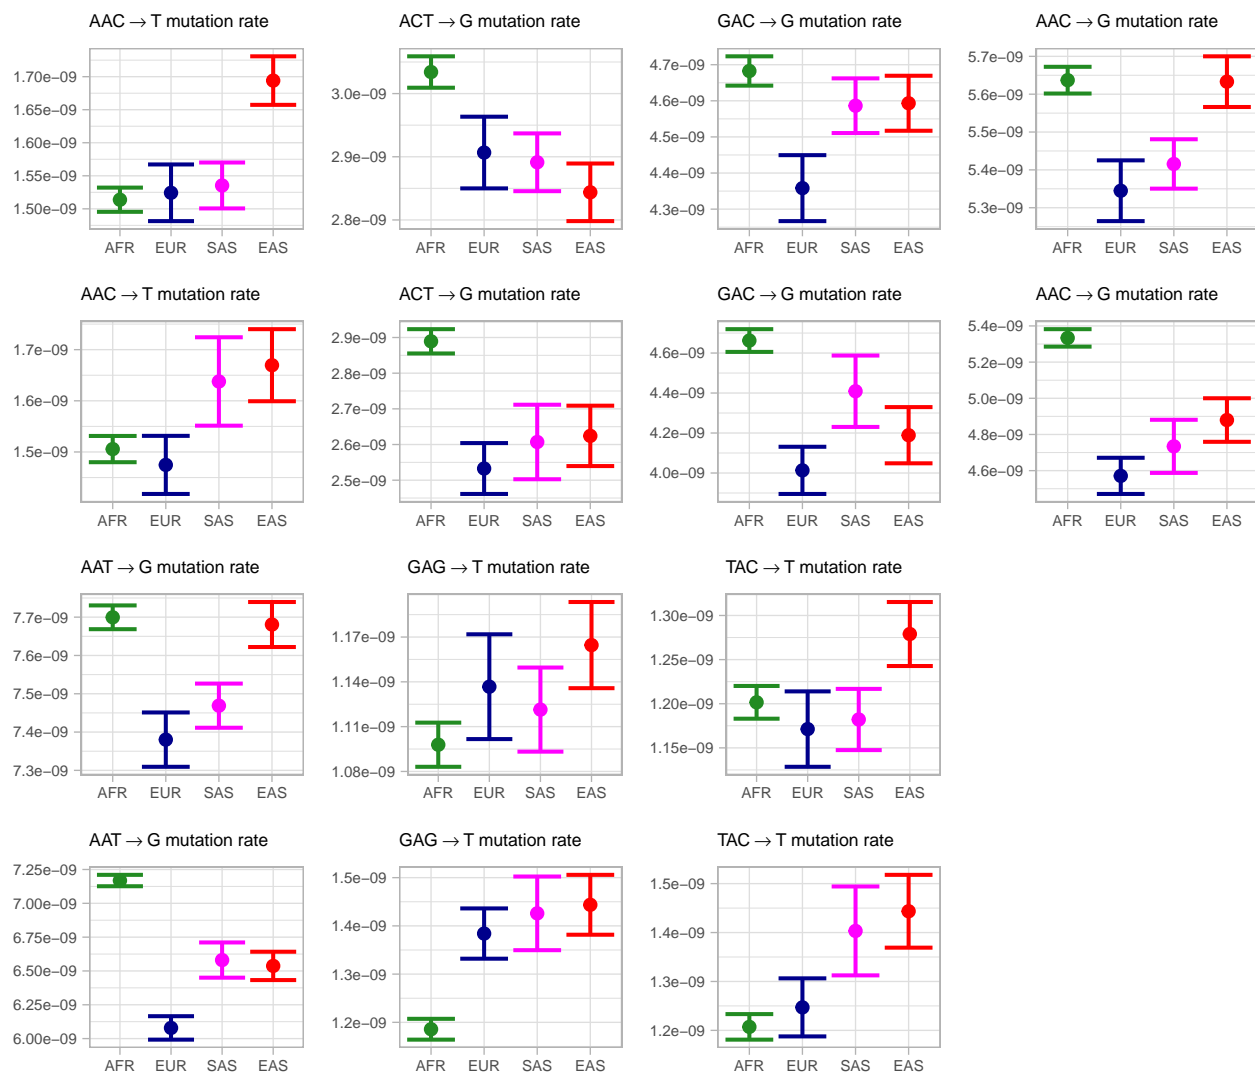 AAC → T mutation rate
1.70e−09
1.65e−09
1.60e−09
1.55e−09
1.50e−09
AFR EUR SAS EAS
ACT → G mutation rate
3.0e−09
2.9e−09
2.8e−09
AFR EUR SAS EAS
GAC → G mutation rate
4.7e−09
4.6e−09
4.5e−09
4.4e−09
4.3e−09
AFR EUR SAS EAS
AAC → G mutation rate
5.7e−09
5.6e−09
5.5e−09
5.4e−09
5.3e−09
AFR EUR SAS EAS
AAC → T mutation rate
1.7e−09
1.6e−09
1.5e−09
AFR EUR SAS EAS
ACT → G mutation rate
2.9e−09
2.8e−09
2.7e−09
2.6e−09
2.5e−09
AFR EUR SAS EAS
GAC → G mutation rate
4.6e−09
4.4e−09
4.2e−09
4.0e−09
AFR EUR SAS EAS
AAC → G mutation rate
5.4e−09
5.2e−09
5.0e−09
4.8e−09
4.6e−09
AFR EUR SAS EAS
AAT → G mutation rate
7.7e−09
7.6e−09
7.5e−09
7.4e−09
7.3e−09
AFR EUR SAS EAS
GAG → T mutation rate
1.17e−09
1.14e−09
1.11e−09
1.08e−09
AFR EUR SAS EAS
TAC → T mutation rate
1.30e−09
1.25e−09
1.20e−09
1.15e−09
AFR EUR SAS EAS
AAT → G mutation rate
7.25e−09
7.00e−09
6.75e−09
6.50e−09
6.25e−09
6.00e−09
AFR EUR SAS EAS
GAG → T mutation rate
1.5e−09
1.4e−09
1.3e−09
1.2e−09
AFR EUR SAS EAS
TAC → T mutation rate
1.5e−09
1.4e−09
1.3e−09
1.2e−09
AFR EUR SAS EAS